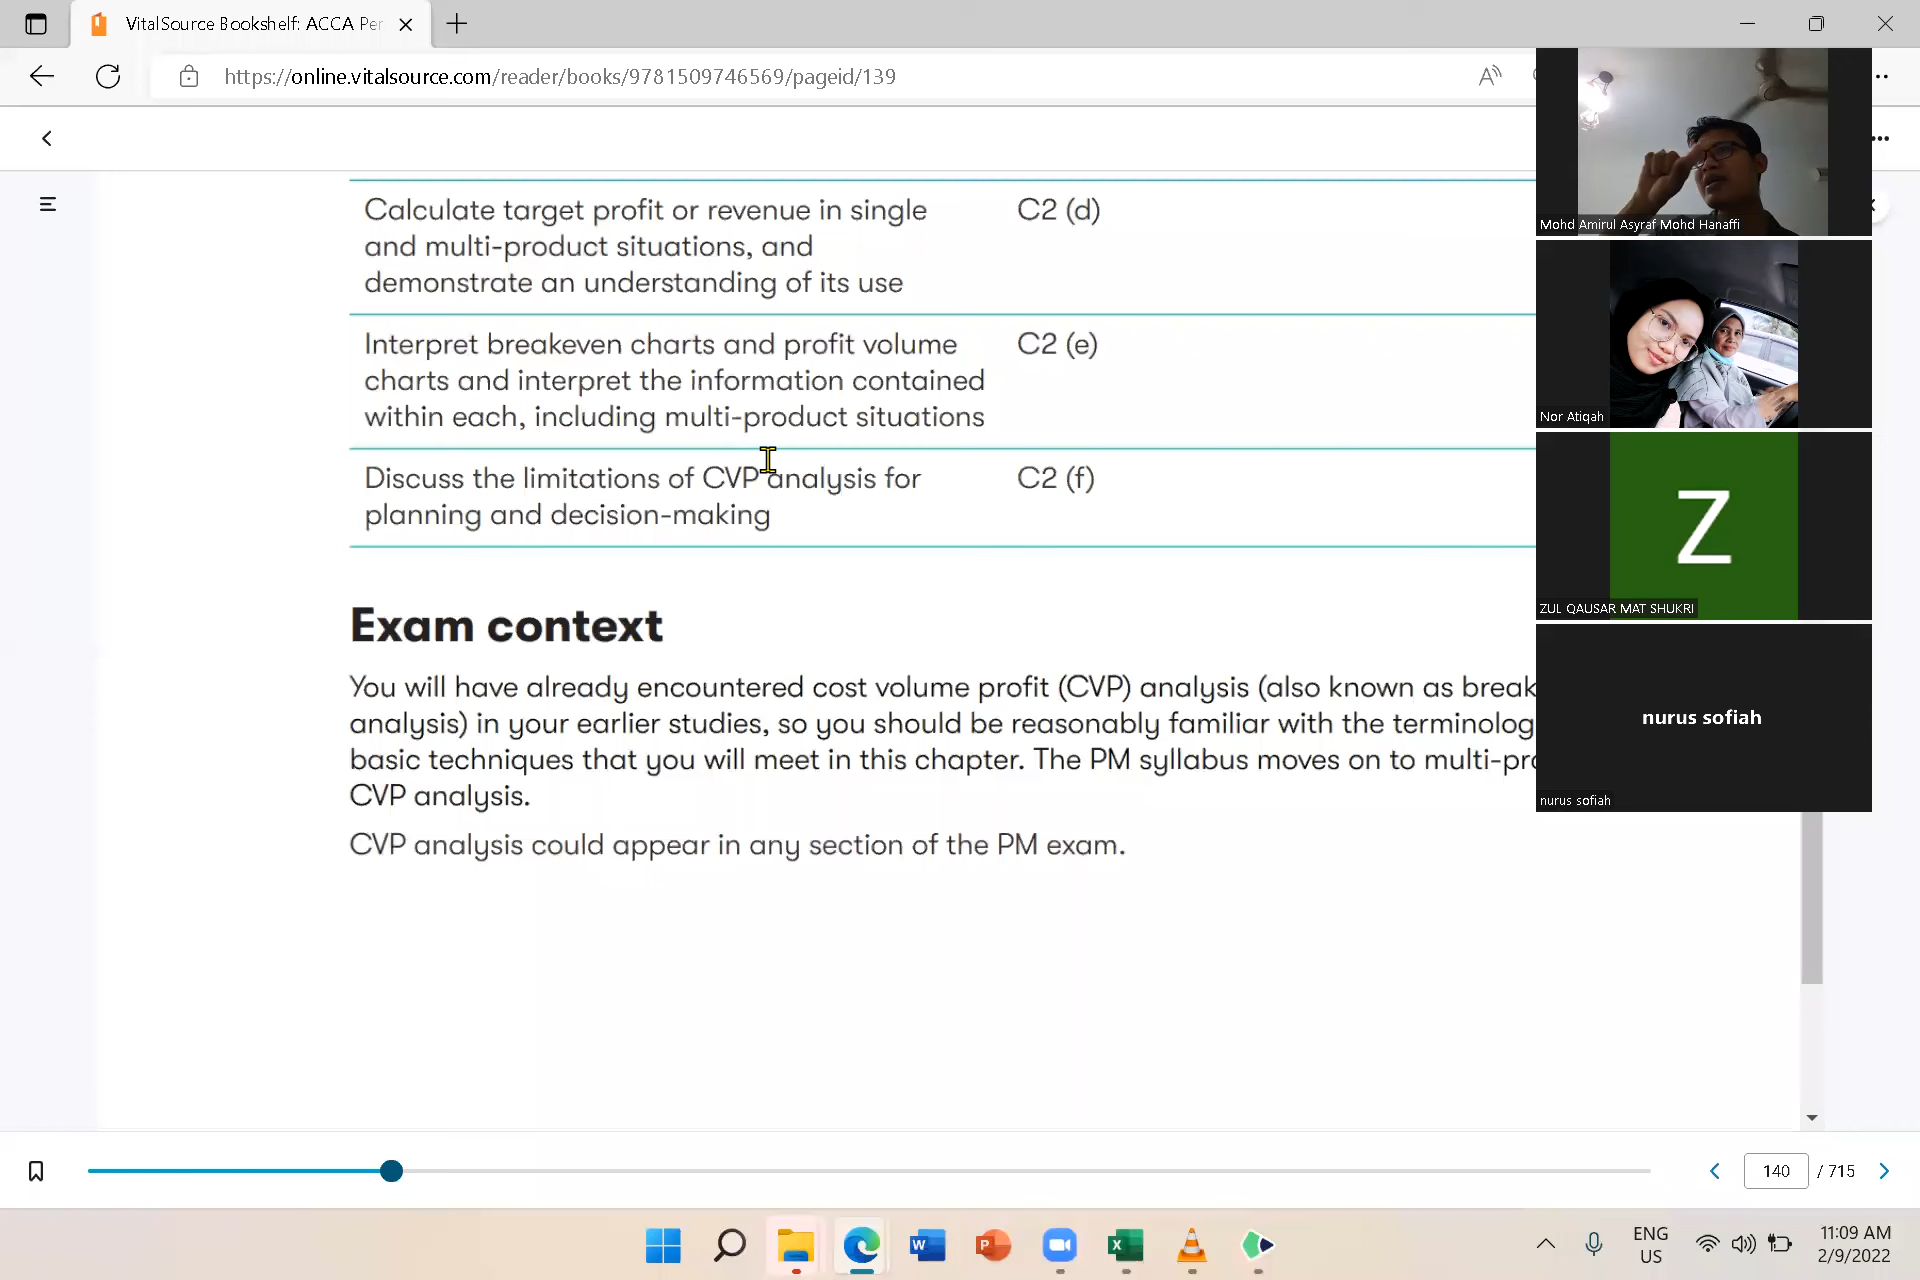 VitalSource Bookshelf: ACCA Per
https://online.vitalsource.com/reader/books/9781509746569/pageid/139
Calculate target profit or revenue in single
and multi-product situations, and
demonstrate an understanding of its use
C2 (d)
Interpret breakeven charts and profit volume
charts and interpret the information contained
within each, including multi-product situations
C2 (e)
Discuss the limitations of CVP analysis for
planning and decision-making
C2 (f)
Exam context
You will have already encountered cost volume profit (CVP) analysis (also known as break
analysis) in your earlier studies, so you should be reasonably familiar with the terminolog
basic techniques that you will meet in this chapter. The PM syllabus moves on to multi-pro
CVP analysis.
CVP analysis could appear in any section of the PM exam.
Mohd Amirul Asyraf Mohd Hanaffi
Nor Atiqah
Z
ZUL QAUSAR MAT SHUKRI
nurus sofiah
nurus sofiah
140 / 715
ENG
US
11:09 AM
2/9/2022